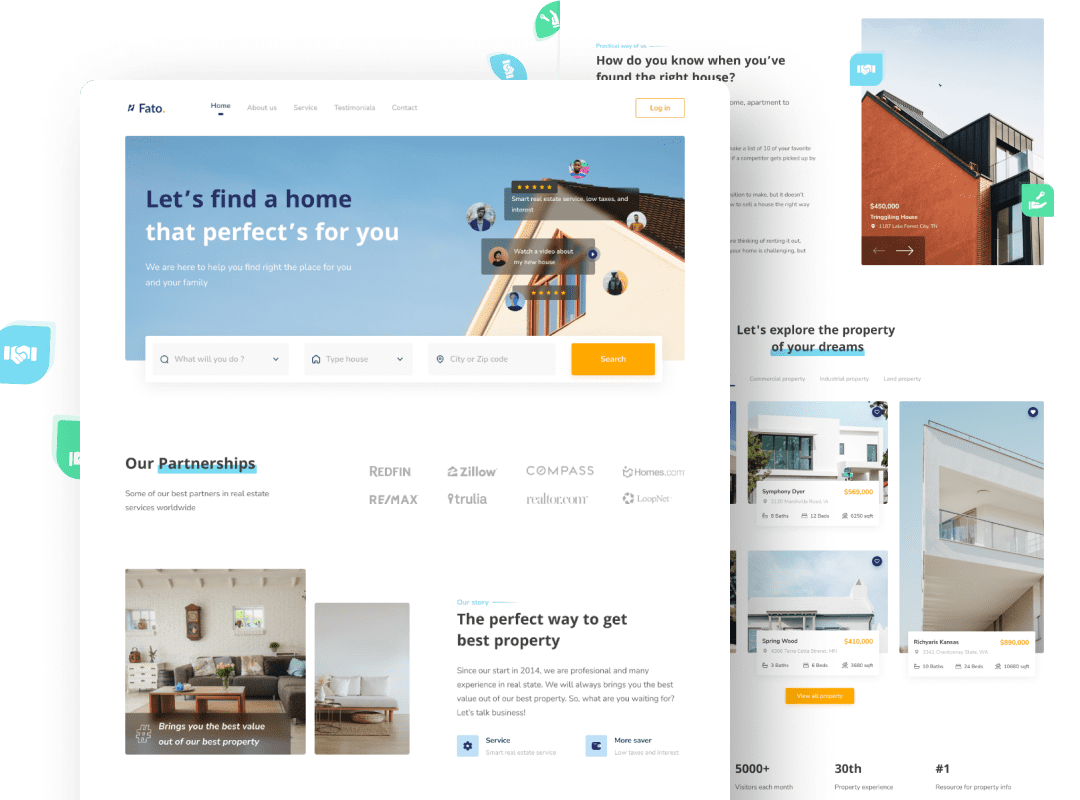 Practical way of us
How do you know when you've
found the right house?
Fato.
Home
About us
Service
Testimonials
Contact
Log in
Let's find a home
that perfect's for you
We are here to help you find right the place for you
and your family
Smart real estate service, low taxes, and
interest
Watch a video about
my new house
What will you do ?
Type house
City or Zip code
Search
ome, apartment to
ake a list of 10 of your favorite
if a competitor gets picked up by
sition to make, but it doesn't
w to sell a house the right way
re thinking of renting it out,
your home is challenging, but
$450,000
Tringgiling House
1187 Lake Forest City, TN
Our Partnerships
Some of our best partners in real estate
services worldwide
REDFIN
Zillow
COMPASS
Homes.com
RE/MAX
trulia
realtor.com
LoopNet
Let's explore the property
of your dreams
Commercial property
Industrial property
Land property
Symphony Dyer
$569,000
8 Baths
12 Beds
6250 sqft
Spring Wood
$410,000
3 Baths
6 Beds
3680 sqft
Richyaris Kansas
$890,000
10 Baths
24 Beds
10680 sqft
View all property
#
Brings you the best value
out of our best property
Our story
The perfect way to get
best property
Since our start in 2014, we are profesional and many
experience in real state. We will always brings you the best
value out of our best property. So, what are you waiting for?
Let's talk business!
Service
Smart real estate service
More saver
Low taxes and interest
5000+
Visitors each month
30th
Property experience
#1
Resource for property info